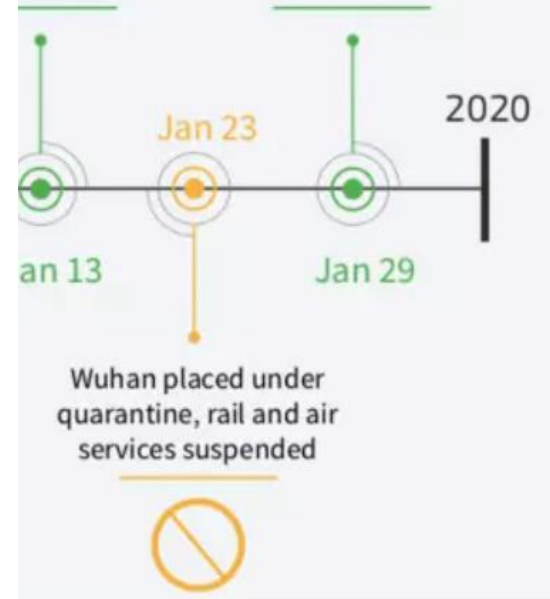 Jan 23
2020
an 13
Jan 29
Wuhan placed under
quarantine, rail and air
services suspended